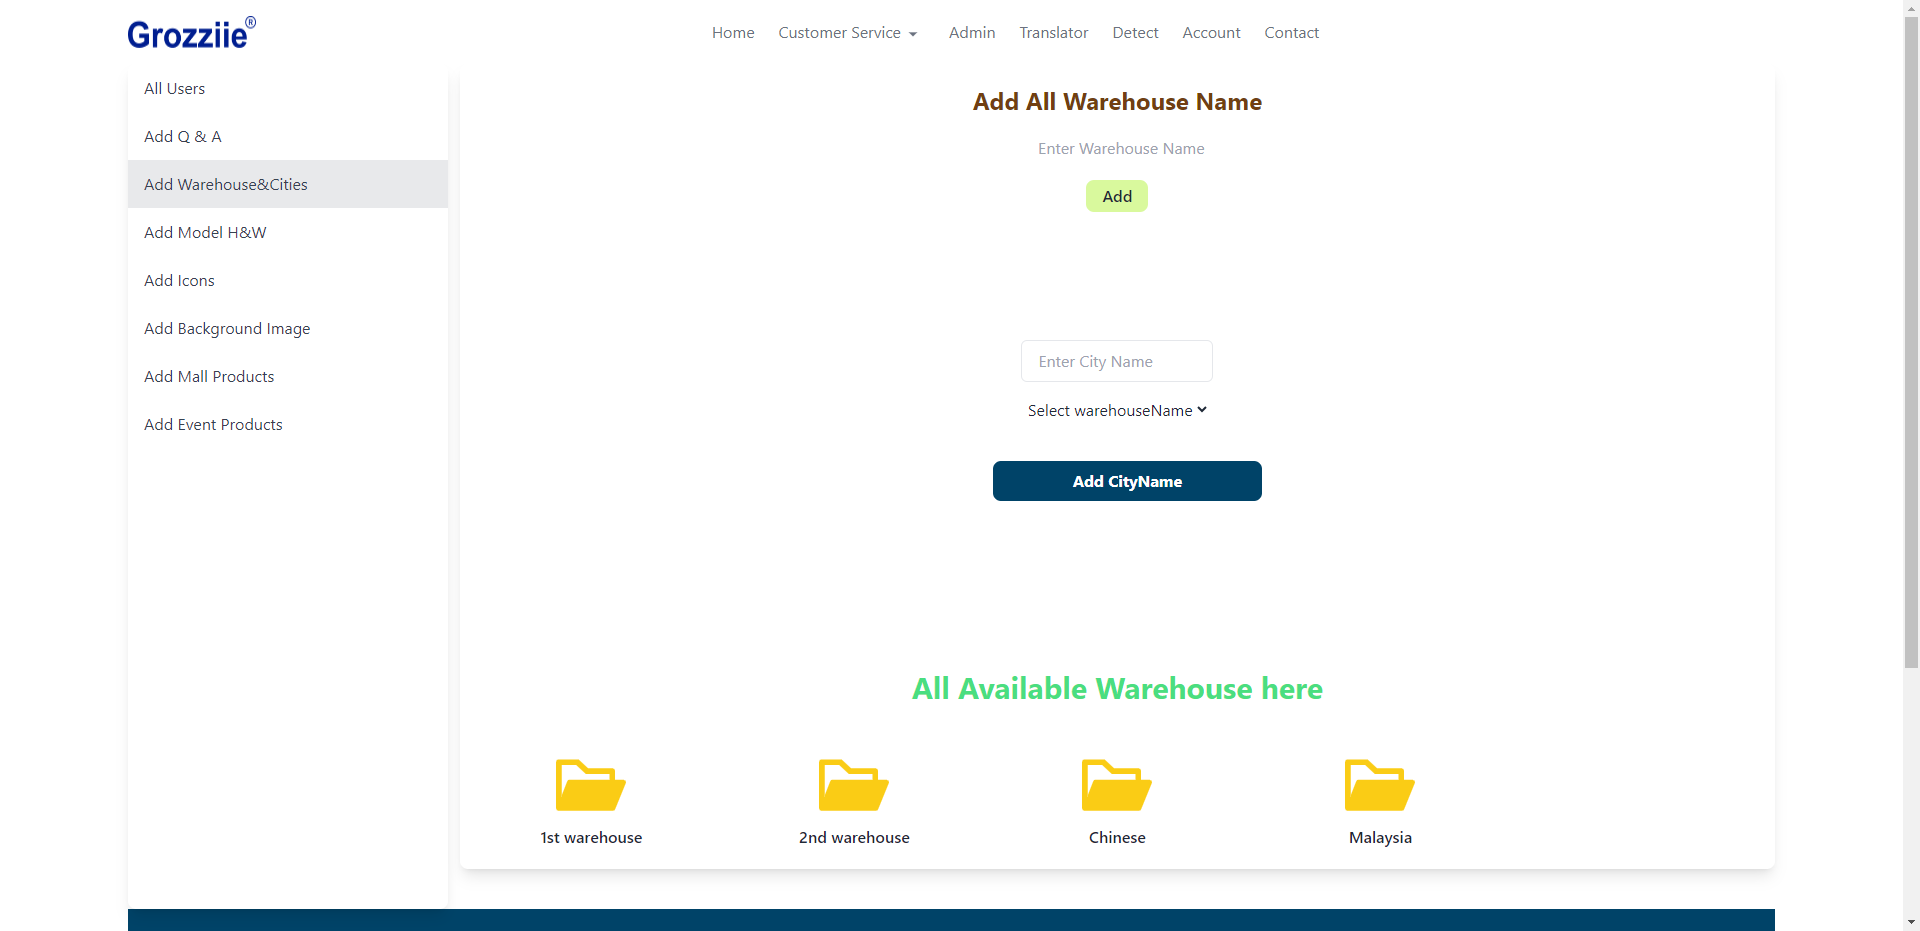 Grozziie®
Home Customer Service Admin Translator Detect Account Contact
All Users
Add Q & A
Add Warehouse&Cities
Add Model H&W
Add Icons
Add Background Image
Add Mall Products
Add Event Products
Add All Warehouse Name
Enter Warehouse Name
Add
Enter City Name
Select warehouseName
Add CityName
All Available Warehouse here
1st warehouse
2nd warehouse
Chinese
Malaysia